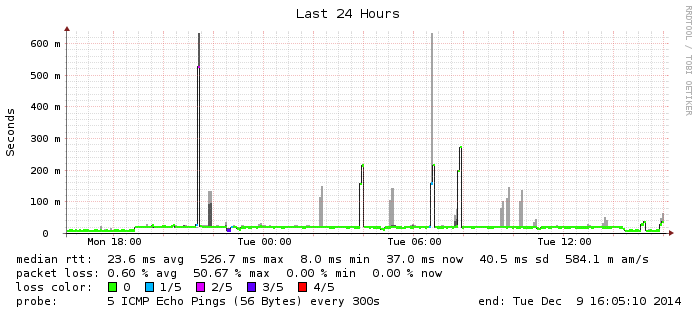 Last 24 Hours
RRDTOOL / TOBI OETIKER
Seconds
600 m
500 m
400 m
300 m
200 m
100 m
0
Mon 18:00 Tue 00:00 Tue 06:00 Tue 12:00
median rtt: 23.6 ms avg 526.7 ms max 8.0 ms min 37.0 ms now 40.5 ms sd 584.1 m am/s
packet loss: 0.60 % avg 50.67 % max 0.00 % min 0.00 % now
loss color: 0 1/5 2/5 3/5 4/5
probe: 5 ICMP Echo Pings (56 Bytes) every 300s end: Tue Dec 9 16:05:10 2014